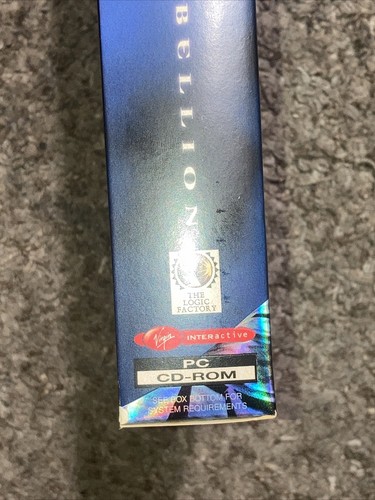 BELLION
THE
LOGIC
FACTORY
Virgin INTERactive
PC
CD-ROM
SEE BOX BOTTOM FOR
SYSTEM REQUIREMENTS